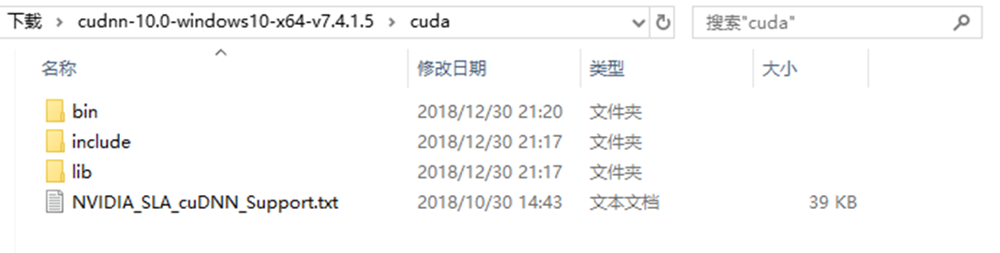 下载 › cudnn-10.0-windows10-x64-v7.4.1.5 › cuda 搜索"cuda"
名称 修改日期 类型 大小
bin 2018/12/30 21:20 文件夹
include 2018/12/30 21:17 文件夹
lib 2018/12/30 21:17 文件夹
NVIDIA_SLA_cuDNN_Support.txt 2018/10/30 14:43 文本文档 39 KB